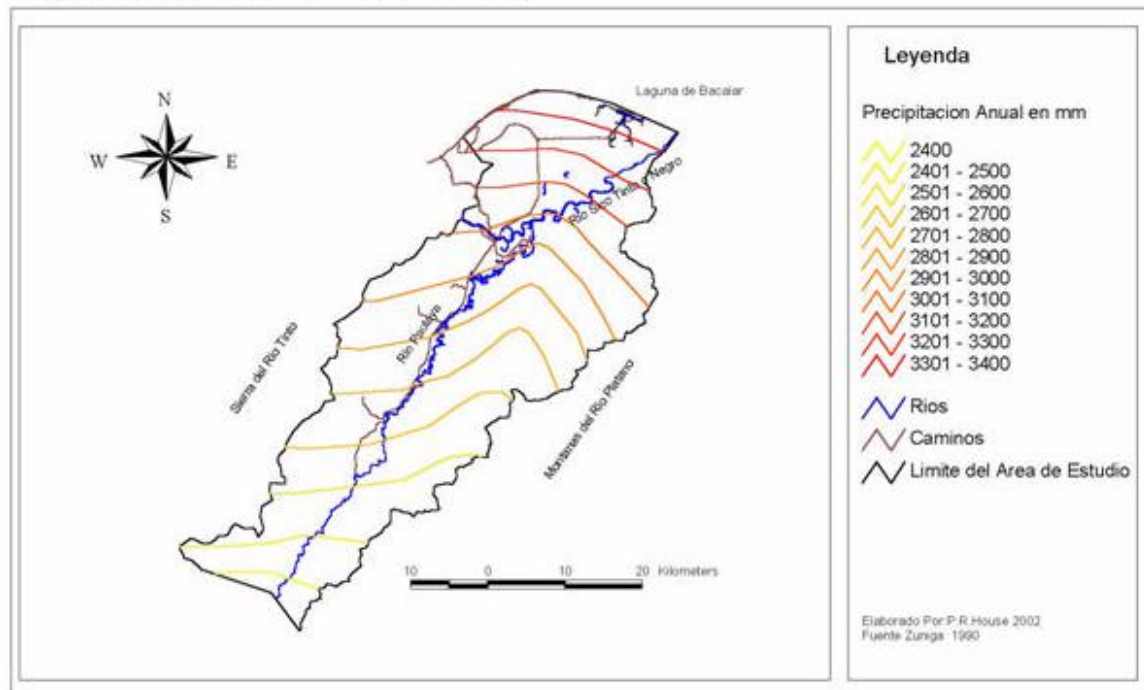 N
W
E
S
Laguna de Bacalar
Rio Sico Tinto o Negro
Rio Paulaya
Sierra del Rio Tinto
Montanas del Rio Platano
10 0 10 20 Kilometers
Leyenda
Precipitacion Anual en mm
2400
2401 - 2500
2501 - 2600
2601 - 2700
2701 - 2800
2801 - 2900
2901 - 3000
3001 - 3100
3101 - 3200
3201 - 3300
3301 - 3400
Rios
Caminos
Limite del Area de Estudio
Elaborado Por:P.R.House 2002
Fuente Zuniga 1990